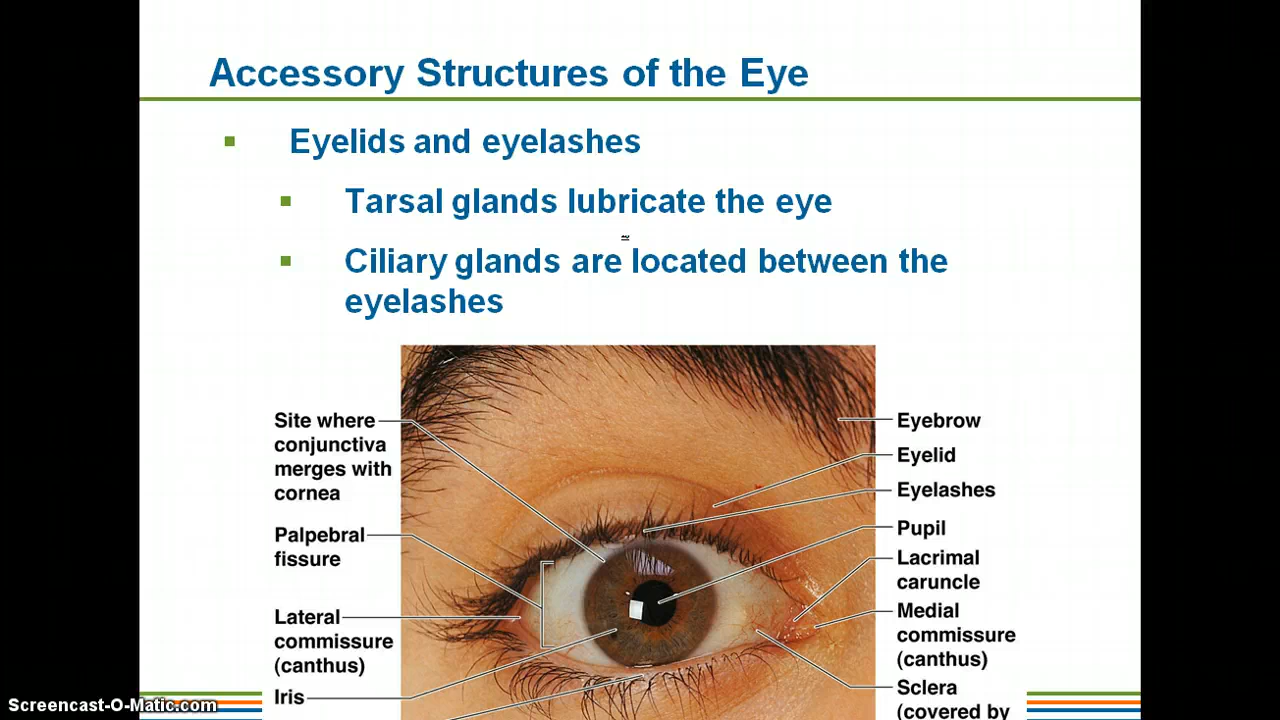 Accessory Structures of the Eye
Eyelids and eyelashes
Tarsal glands lubricate the eye
Ciliary glands are located between the
eyelashes
Site where
conjunctiva
merges with
cornea
Palpebral
fissure
Lateral
commissure
(canthus)
Iris
Eyebrow
Eyelid
Eyelashes
Pupil
Lacrimal
caruncle
Medial
commissure
(canthus)
Sclera
(covered by
Screencast-O-Matic.com